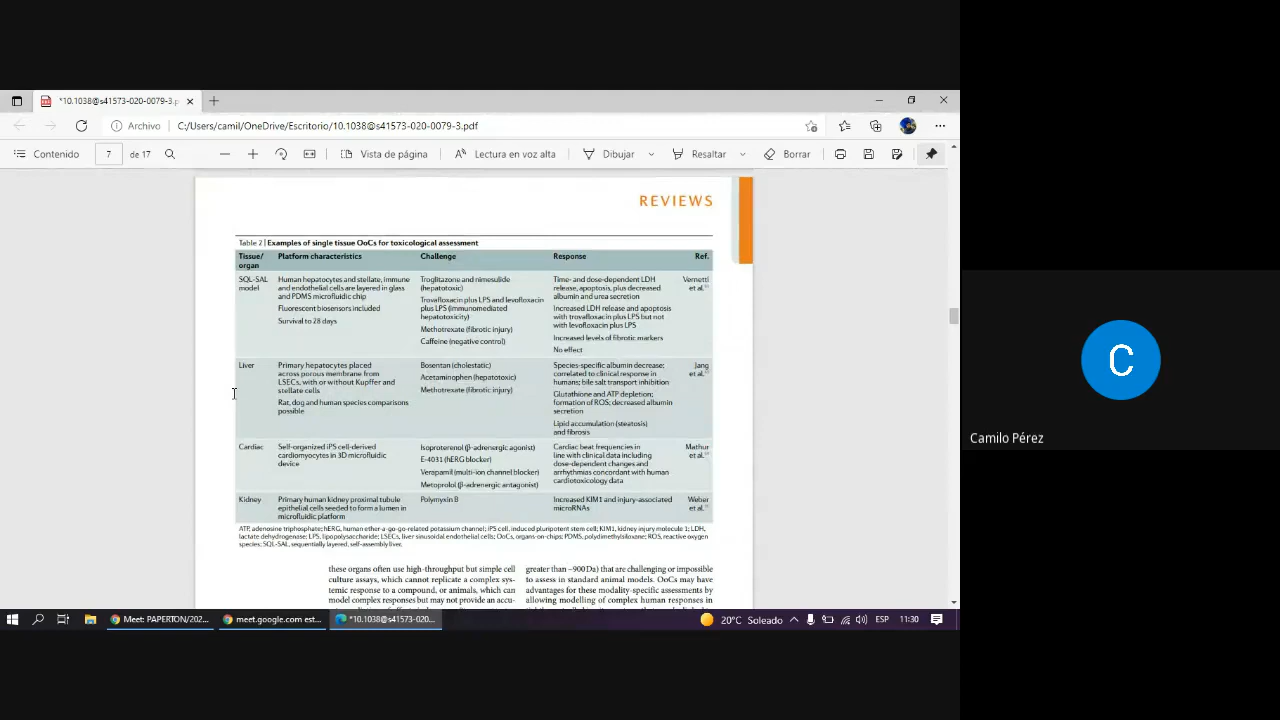 *10.1038@s41573-020-0079-3.p
Archivo
C:/Users/camil/OneDrive/Escritorio/10.1038@s41573-020-0079-3.pdf
Contenido
7
de 17
Vista de página
Lectura en voz alta
Dibujar
Resaltar
Borrar
REVIEWS
Table 2 | Examples of single tissue OoCs for toxicological assessment
Tissue/
organ
Platform characteristics
Challenge
Response
Ref.
SQL-SAL
model
Human hepatocytes and stellate, immune
and endothelial cells are layered in glass
and PDMS microfluidic chip
Fluorescent biosensors included
Survival to 28 days
Troglitazone and nimesulide
(hepatotoxic)
Trovafloxacin plus LPS and levofloxacin
plus LPS (immunomediated
hepatotoxicity)
Methotrexate (fibrotic injury)
Caffeine (negative control)
Time- and dose-dependent LDH
release, apoptosis, plus decreased
albumin and urea secretion
Increased LDH release and apoptosis
with trovafloxacin plus LPS but not
with levofloxacin plus LPS
Increased levels of fibrotic markers
No effect
Vernetti
et al.
Liver
Primary hepatocytes placed
across porous membrane from
LSECs, with or without Kupffer and
stellate cells
Rat, dog and human species comparisons
possible
Bosentan (cholestatic)
Acetaminophen (hepatotoxic)
Methotrexate (fibrotic injury)
Species-specific albumin decrease;
correlated to clinical response in
humans; bile salt transport inhibition
Glutathione and ATP depletion;
formation of ROS; decreased albumin
secretion
Lipid accumulation (steatosis)
and fibrosis
Jang
et al.
Cardiac
Self-organized iPS cell-derived
cardiomyocytes in 3D microfluidic
device
Isoproterenol (β-adrenergic agonist)
E-4031 (hERG blocker)
Verapamil (multi-ion channel blocker)
Metoprolol (β-adrenergic antagonist)
Cardiac beat frequencies in
line with clinical data including
dose-dependent changes and
arrhythmias concordant with human
cardiotoxicology data
Mathur
et al.
Kidney
Primary human kidney proximal tubule
epithelial cells seeded to form a lumen in
microfluidic platform
Polymyxin B
Increased KIM1 and injury-associated
microRNAs
Weber
et al.
ATP, adenosine triphosphate; hERG, human ether-a-go-go-related potassium channel; iPS cell, induced pluripotent stem cell; KIM1, kidney injury molecule 1; LDH,
lactate dehydrogenase; LPS, lipopolysaccharide; LSECs, liver sinusoidal endothelial cells; OoCs, organs-on-chips; PDMS, polydimethylsiloxane; ROS, reactive oxygen
species; SQL-SAL, sequentially layered, self-assembly liver.
these organs often use high-throughput but simple cell
culture assays, which cannot replicate a complex sys-
temic response to a compound, or animals, which can
model complex responses but may not provide an accu-
greater than ~900 Da) that are challenging or impossible
to assess in standard animal models. OoCs may have
advantages for these modality-specific assessments by
allowing modelling of complex human responses in
Meet: PAPERTON/202...
meet.google.com est...
*10.1038@s41573-020...
20°C Soleado
ESP
11:30
C
Camilo Pérez